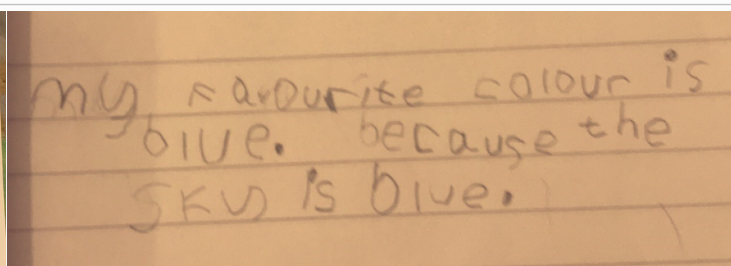 my favourite colour is
blue. because the
sky is blue.